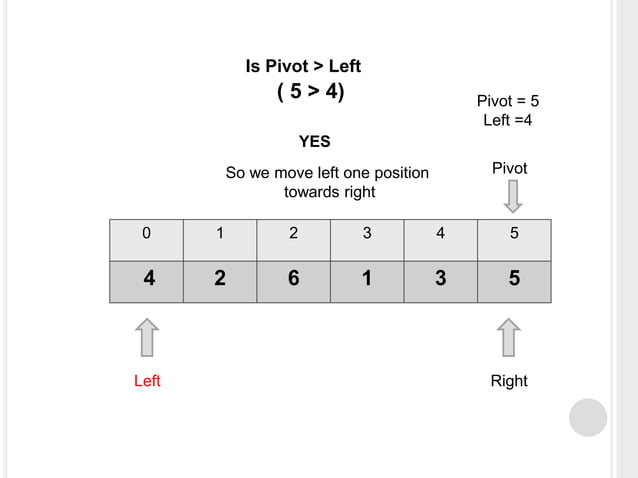 Is Pivot > Left
( 5 > 4)
Pivot = 5
Left =4
YES
So we move left one position
towards right
Pivot
0 1 2 3 4 5
4 2 6 1 3 5
Left
Right